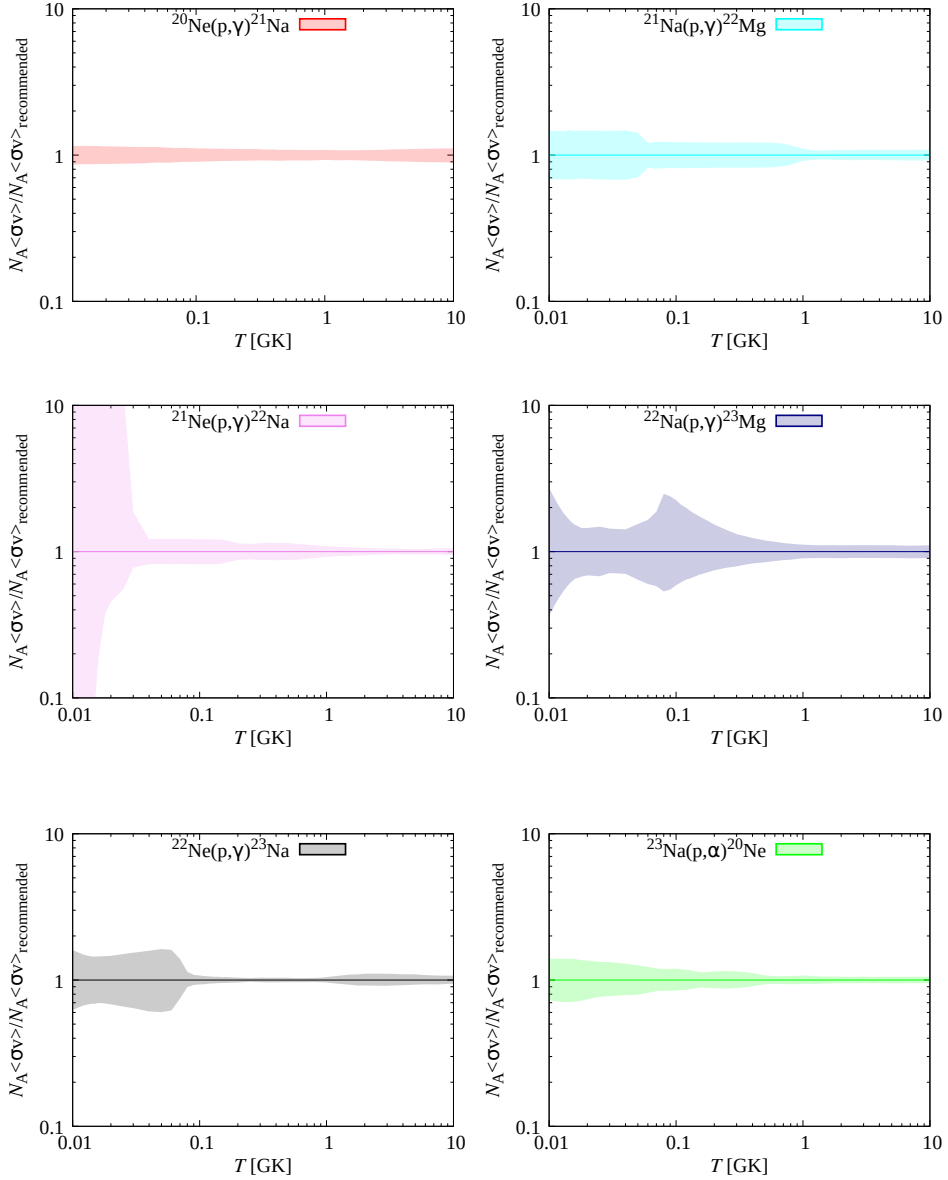 ²⁰Ne(p,γ)²¹Na
10
1
0.1
0.1 1 10
T [GK]
N_A<σv>/N_A<σv>_recommended
²¹Na(p,γ)²²Mg
10
1
0.1
0.01 0.1 1 10
T [GK]
N_A<σv>/N_A<σv>_recommended
²¹Ne(p,γ)²²Na
10
1
0.1
0.01 0.1 1 10
T [GK]
N_A<σv>/N_A<σv>_recommended
²²Na(p,γ)²³Mg
10
1
0.1
0.01 0.1 1 10
T [GK]
N_A<σv>/N_A<σv>_recommended
²²Ne(p,γ)²³Na
10
1
0.1
0.01 0.1 1 10
T [GK]
N_A<σv>/N_A<σv>_recommended
²³Na(p,α)²⁰Ne
10
1
0.1
0.01 0.1 1 10
T [GK]
N_A<σv>/N_A<σv>_recommended